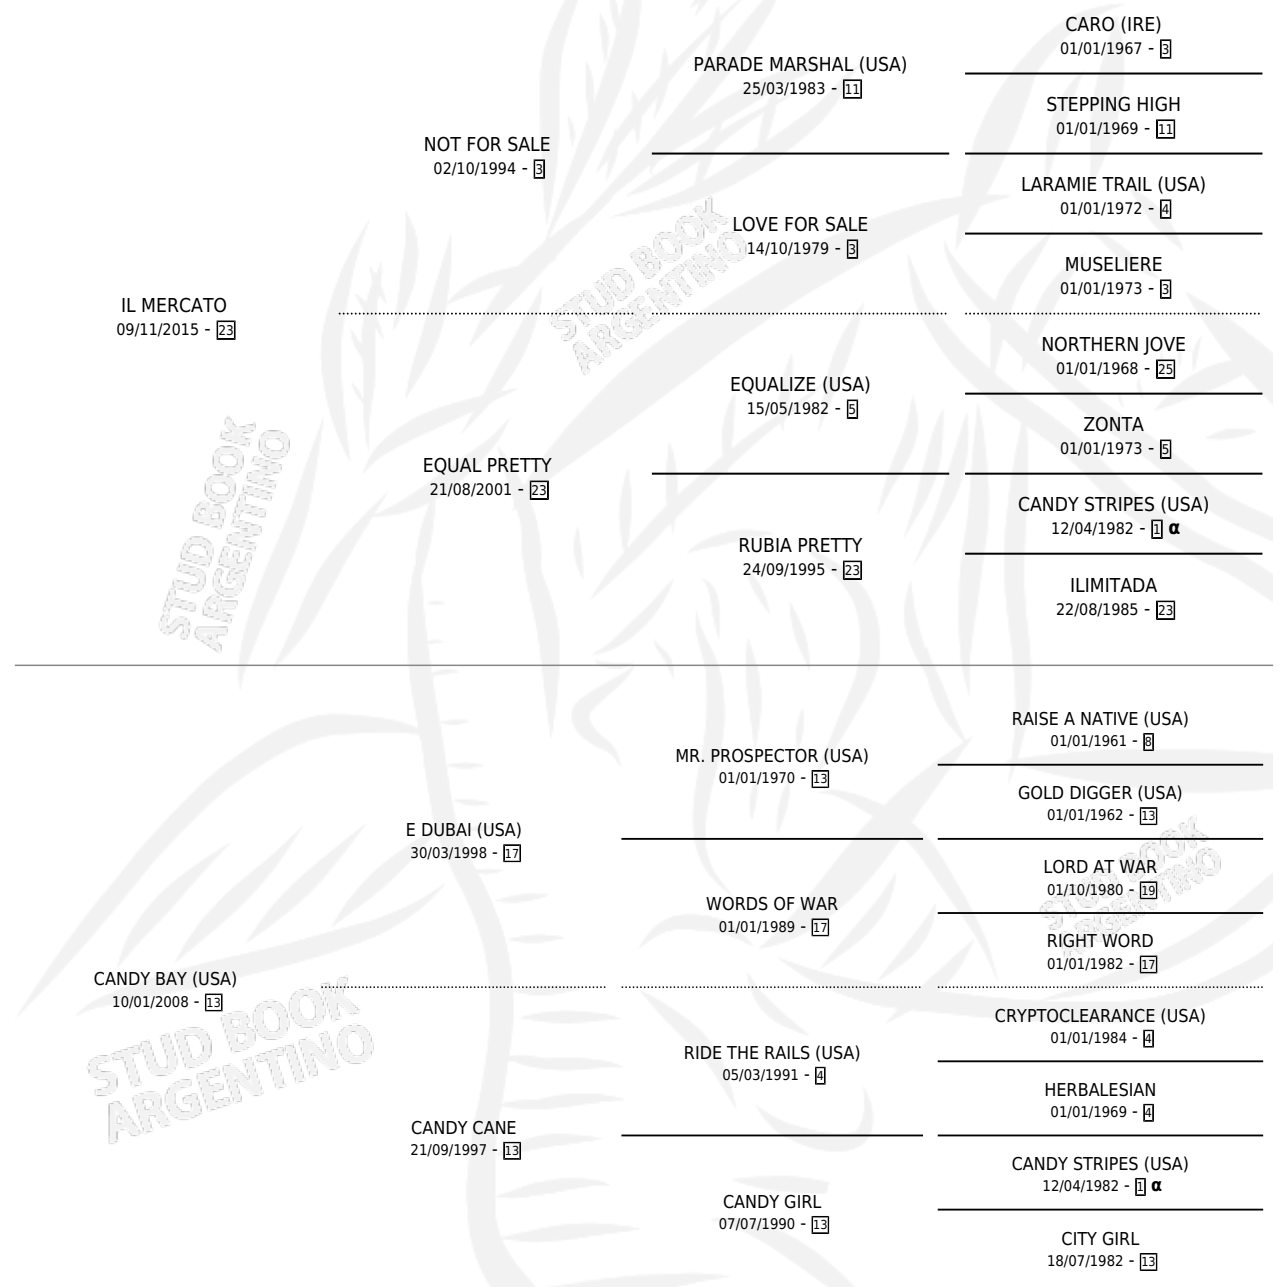 CARO (IRE)
01/01/1967 - 3
PARADE MARSHAL (USA)
25/03/1983 - 11
STEPPING HIGH
01/01/1969 - 11
NOT FOR SALE
02/10/1994 - 3
LARAMIE TRAIL (USA)
01/01/1972 - 4
LOVE FOR SALE
14/10/1979 - 3
MUSELIERE
01/01/1973 - 3
IL MERCATO
09/11/2015 - 23
NORTHERN JOVE
01/01/1968 - 25
EQUALIZE (USA)
15/05/1982 - 5
ZONTA
01/01/1973 - 5
EQUAL PRETTY
21/08/2001 - 23
CANDY STRIPES (USA)
12/04/1982 - 1 α
RUBIA PRETTY
24/09/1995 - 23
ILIMITADA
22/08/1985 - 23
STUD BOOK
ARGENTINO
STUD BOOK
ARGENTINO
RAISE A NATIVE (USA)
01/01/1961 - 8
MR. PROSPECTOR (USA)
01/01/1970 - 13
GOLD DIGGER (USA)
01/01/1962 - 13
E DUBAI (USA)
30/03/1998 - 17
LORD AT WAR
01/10/1980 - 19
WORDS OF WAR
01/01/1989 - 17
RIGHT WORD
01/01/1982 - 17
CANDY BAY (USA)
10/01/2008 - 13
CRYPTOCLEARANCE (USA)
01/01/1984 - 4
RIDE THE RAILS (USA)
05/03/1991 - 4
HERBALESIAN
01/01/1969 - 4
CANDY CANE
21/09/1997 - 13
CANDY STRIPES (USA)
12/04/1982 - 1 α
CANDY GIRL
07/07/1990 - 13
CITY GIRL
18/07/1982 - 13
STUD BOOK
ARGENTINO
STUD BOOK
ARGENTINO